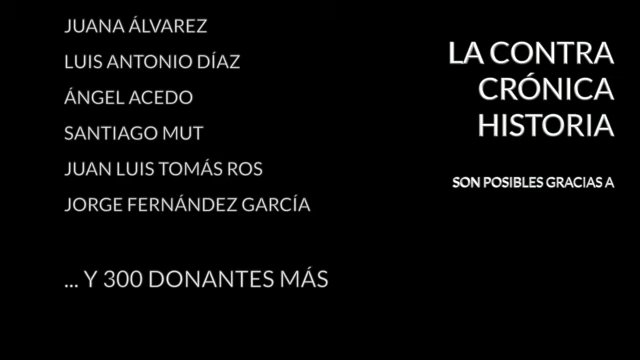 JUANA ÁLVAREZ
LUIS ANTONIO DÍAZ
ÁNGEL ACEDO
SANTIAGO MUT
JUAN LUIS TOMÁS ROS
JORGE FERNÁNDEZ GARCÍA
... Y 300 DONANTES MÁS
LA CONTRA
CRÓNICA
HISTORIA
SON POSIBLES GRACIAS A